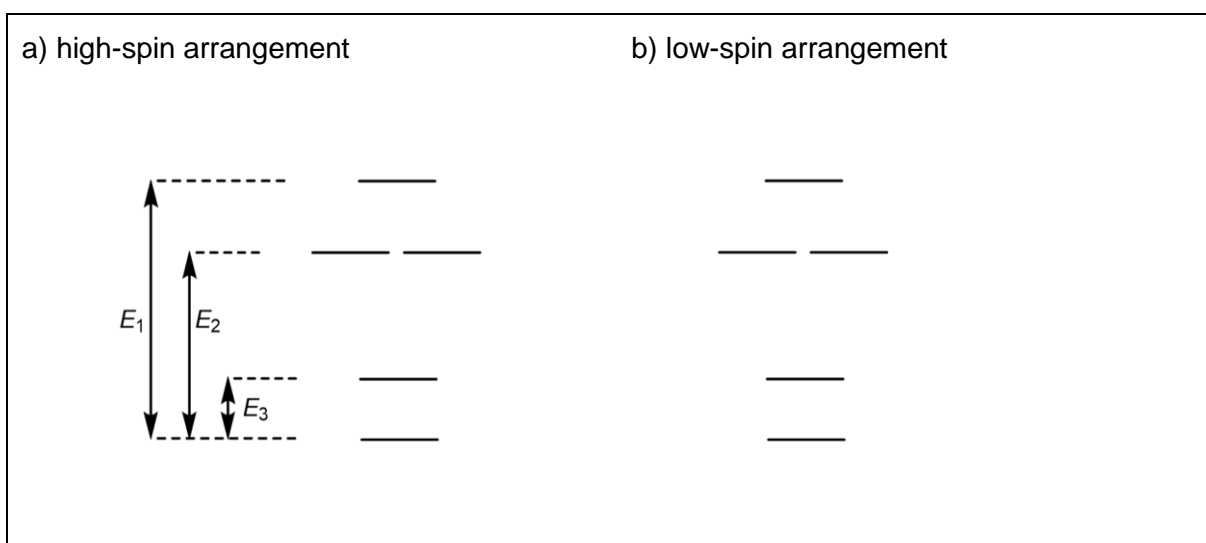 a) high-spin arrangement
b) low-spin arrangement
E₁
E₂
E₃